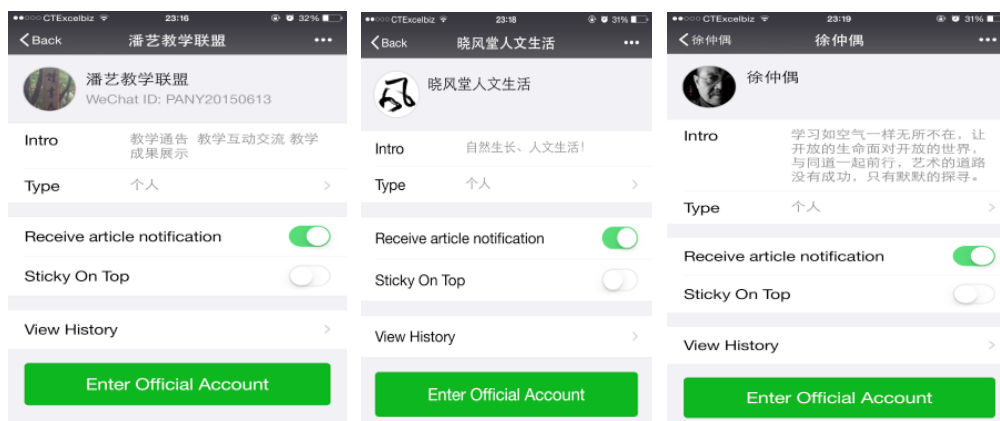 CTExcelbiz 23:16 32%
Back 潘艺教学联盟
潘艺教学联盟
WeChat ID: PANY20150613
Intro 教学通告 教学互动交流 教学
成果展示
Type 个人
Receive article notification
Sticky On Top
View History
Enter Official Account
CTExcelbiz 23:18 31%
Back 晓风堂人文生活
晓风堂人文生活
Intro 自然生长、人文生活!
Type 个人
Receive article notification
Sticky On Top
View History
Enter Official Account
CTExcelbiz 23:19 31%
徐仲偶 徐仲偶
徐仲偶
Intro 学习如空气一样无所不在，让
开放的生命面对开放的世界，
与同道一起前行，艺术的道路
没有成功，只有默默的探寻。
Type 个人
Receive article notification
Sticky On Top
View History
Enter Official Account